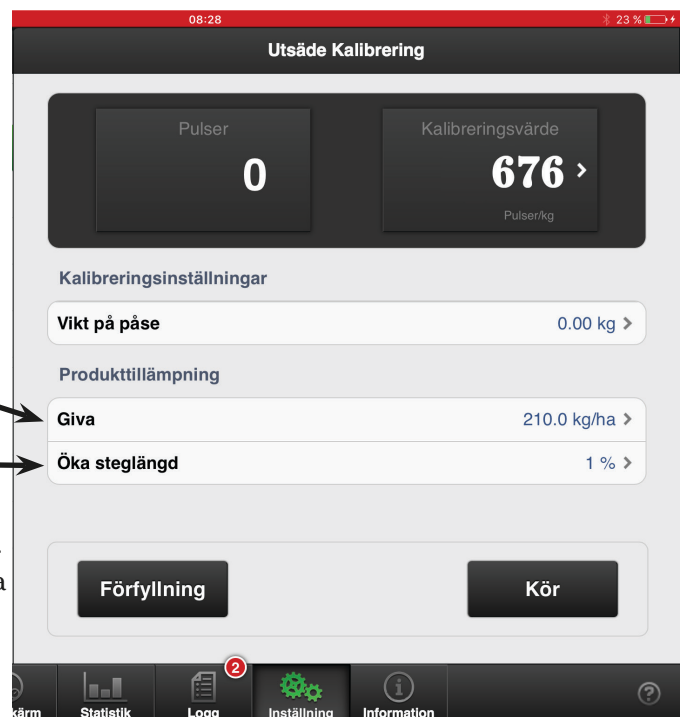 08:28
23 %
Utsäde Kalibrering
Pulser
Kalibreringsvärde
0
676
Pulser/kg
Kalibreringsinställningar
Vikt på påse
0.00 kg
Produkttillämpning
Giva
210.0 kg/ha
Öka steglängd
1 %
a
Förfyllning
Kör
2
kärm
Statistik
Logg
Inställning
Information
?